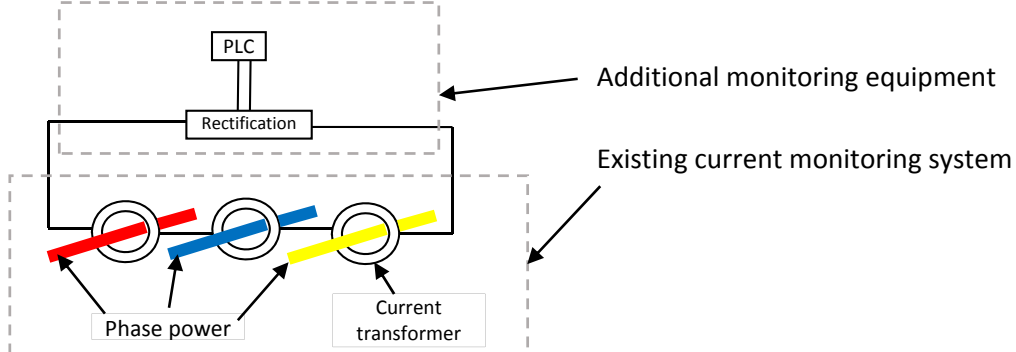 PLC
Rectification
Additional monitoring equipment
Existing current monitoring system
Phase power
Current
transformer